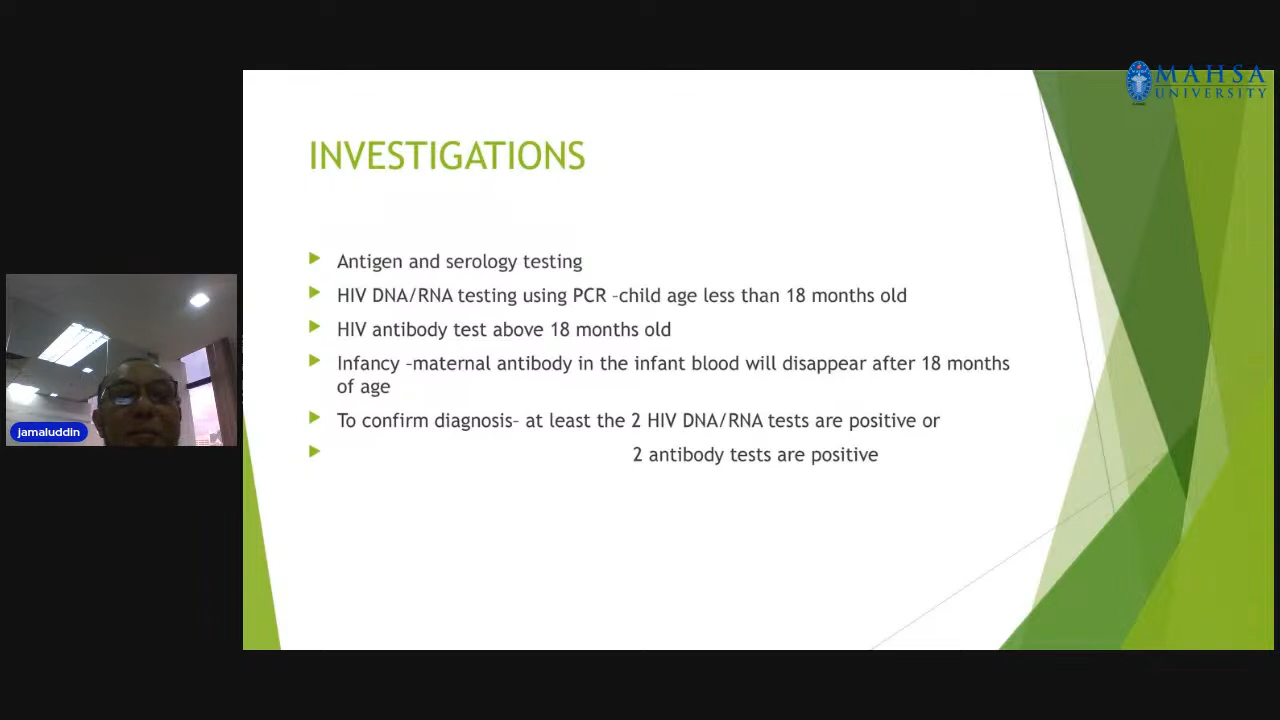 MAHSA
UNIVERSITY
INVESTIGATIONS
Antigen and serology testing
HIV DNA/RNA testing using PCR –child age less than 18 months old
HIV antibody test above 18 months old
Infancy –maternal antibody in the infant blood will disappear after 18 months
of age
To confirm diagnosis– at least the 2 HIV DNA/RNA tests are positive or
2 antibody tests are positive
jamaluddin